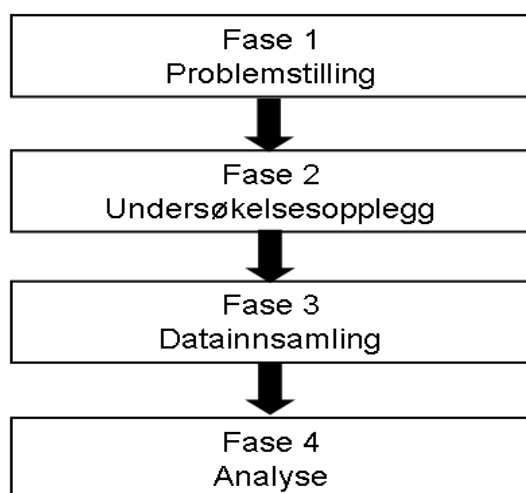 Fase 1
Problemstilling
Fase 2
Undersøkelsesopplegg
Fase 3
Datainnsamling
Fase 4
Analyse